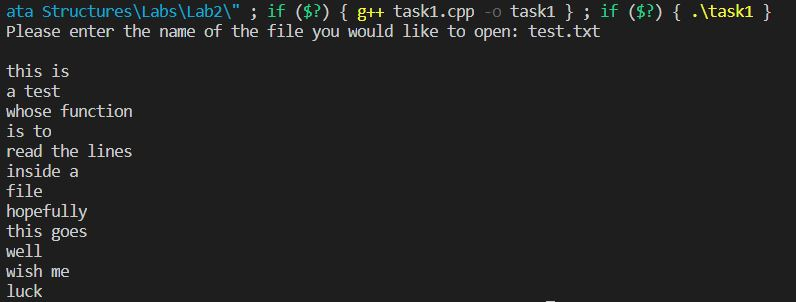 ata Structures\Labs\Lab2\" ; if ($?) { g++ task1.cpp -o task1 } ; if ($?) { .\task1 }
Please enter the name of the file you would like to open: test.txt
this is
a test
whose function
is to
read the lines
inside a
file
hopefully
this goes
well
wish me
luck